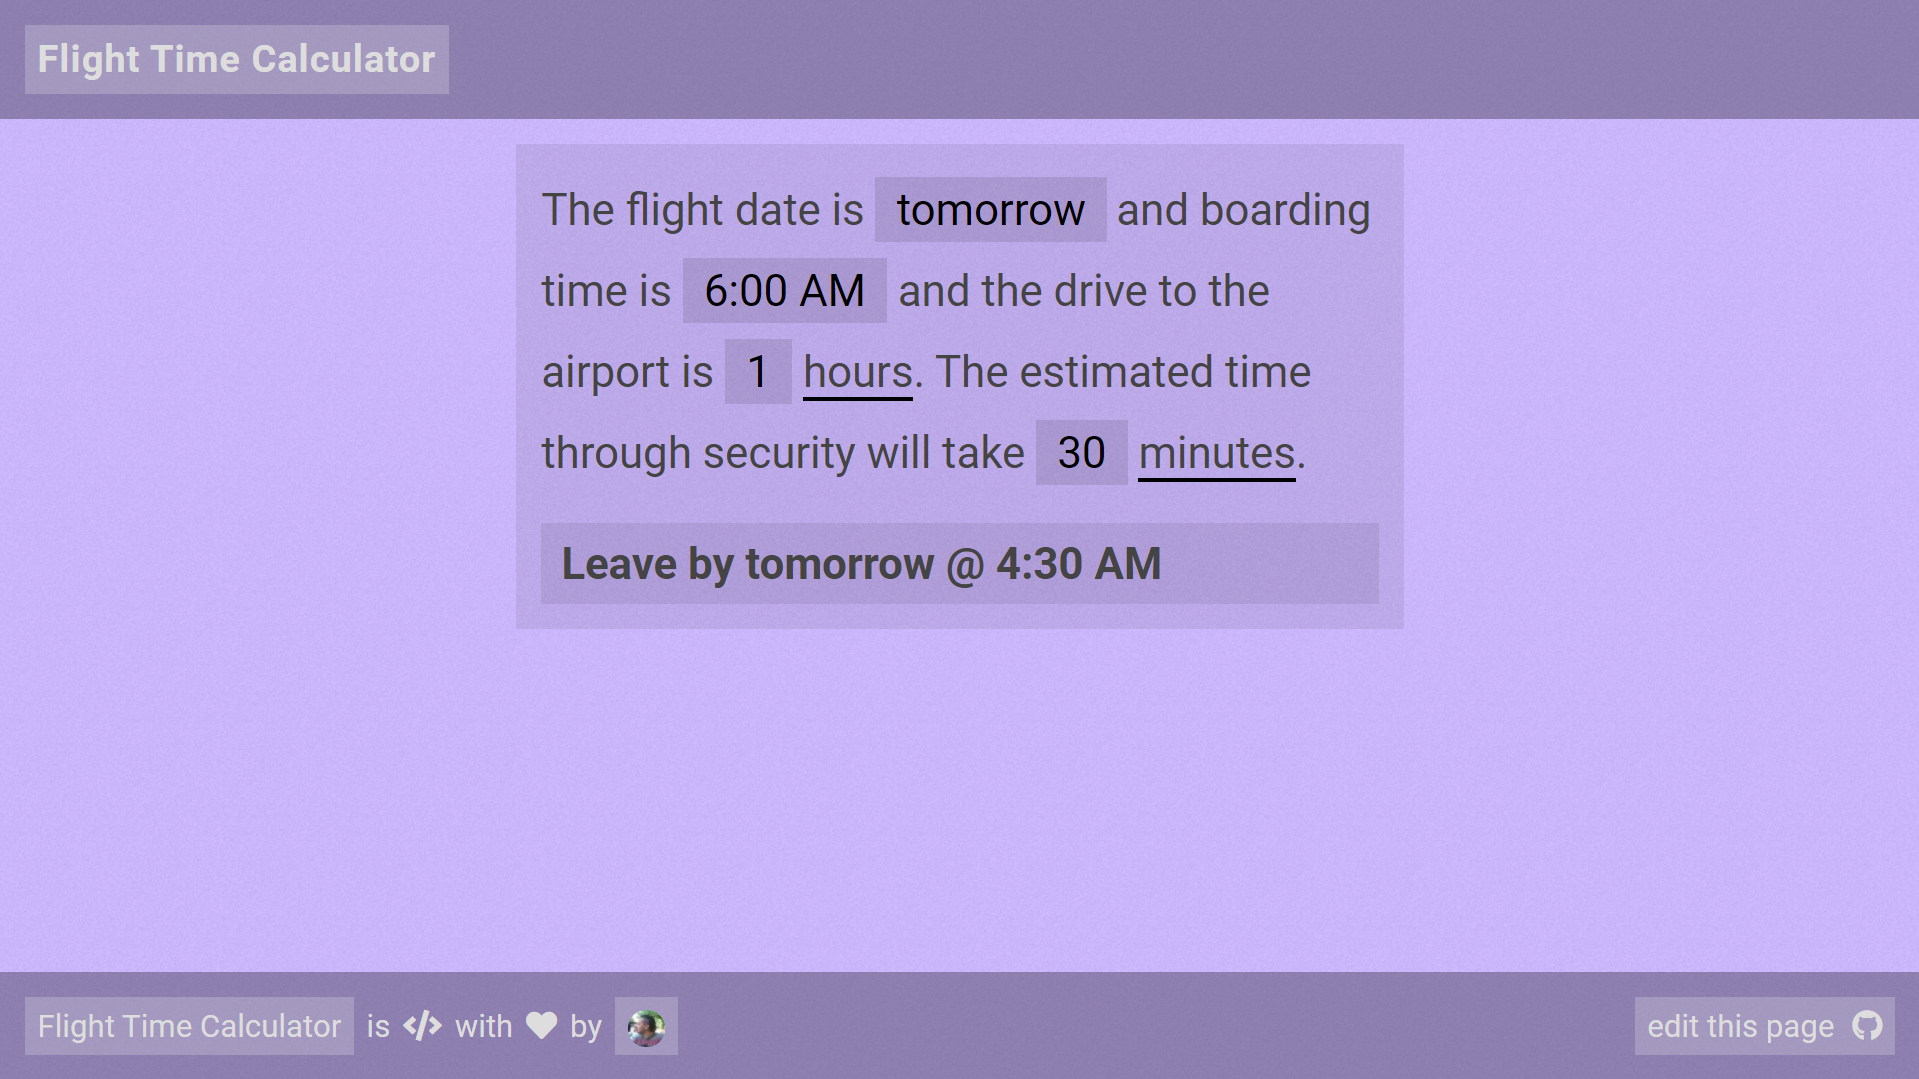 Flight Time Calculator
The flight date is tomorrow and boarding
time is 6:00 AM and the drive to the
airport is 1 hours. The estimated time
through security will take 30 minutes.
Leave by tomorrow @ 4:30 AM
Flight Time Calculator is with by
edit this page